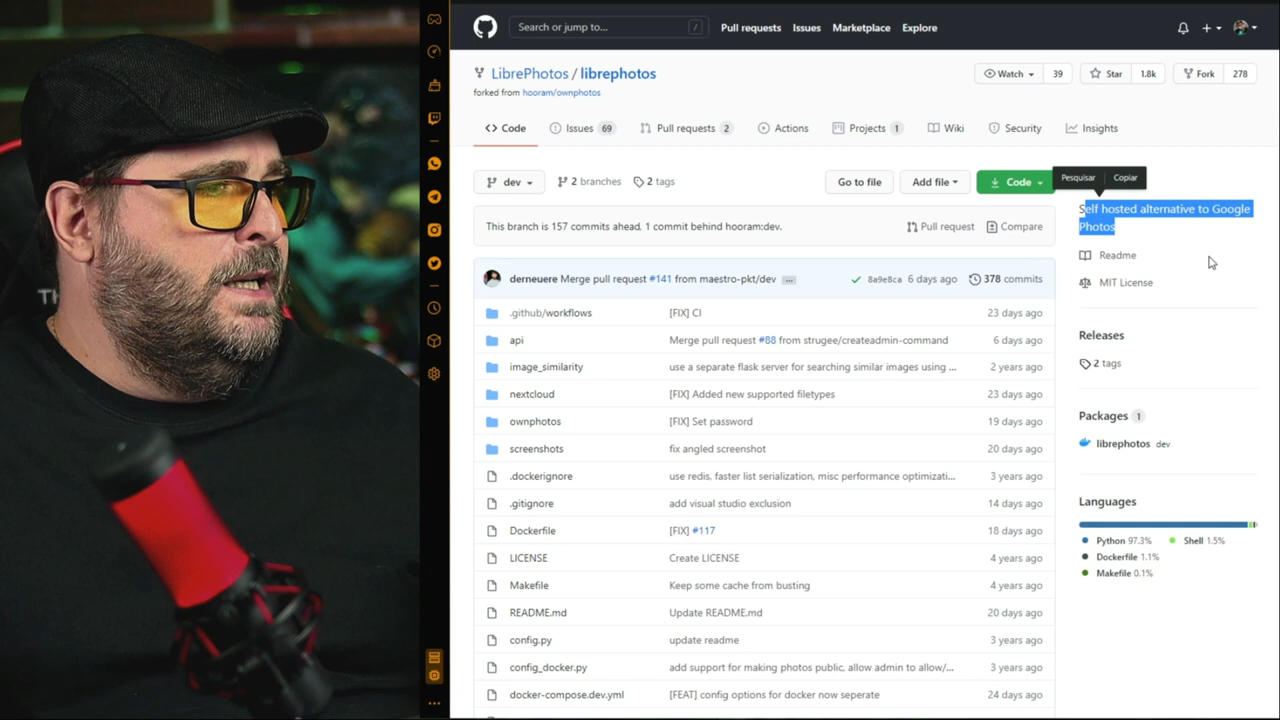 Search or jump to...
/
Pull requests
Issues
Marketplace
Explore
LibrePhotos / librephotos
forked from hooram/ownphotos
Watch
39
Star
1.8k
Fork
278
Code
Issues 69
Pull requests 2
Actions
Projects 1
Wiki
Security
Insights
dev
2 branches
2 tags
Go to file
Add file
Code
Pesquisar
Copiar
Self hosted alternative to Google
Photos
Readme
MIT License
This branch is 157 commits ahead, 1 commit behind hooram:dev.
Pull request
Compare
derneuere Merge pull request #141 from maestro-pkt/dev ...
8a9e8ca 6 days ago
378 commits
.github/workflows [FIX] CI 23 days ago
api Merge pull request #88 from strugee/createadmin-command 6 days ago
image_similarity use a separate flask server for searching similar images using ... 2 years ago
nextcloud [FIX] Added new supported filetypes 23 days ago
ownphotos [FIX] Set password 19 days ago
screenshots fix angled screenshot 20 days ago
.dockerignore use redis, faster list serialization, misc performance optimizati... 3 years ago
.gitignore add visual studio exclusion 14 days ago
Dockerfile [FIX] #117 18 days ago
LICENSE Create LICENSE 4 years ago
Makefile Keep some cache from busting 4 years ago
README.md Update README.md 20 days ago
config.py update readme 3 years ago
config_docker.py add support for making photos public, allow admin to allow/... 3 years ago
docker-compose.dev.yml [FEAT] config options for docker now seperate 24 days ago
Releases
2 tags
Packages 1
librephotos dev
Languages
Python 97.3%
Shell 1.5%
Dockerfile 1.1%
Makefile 0.1%